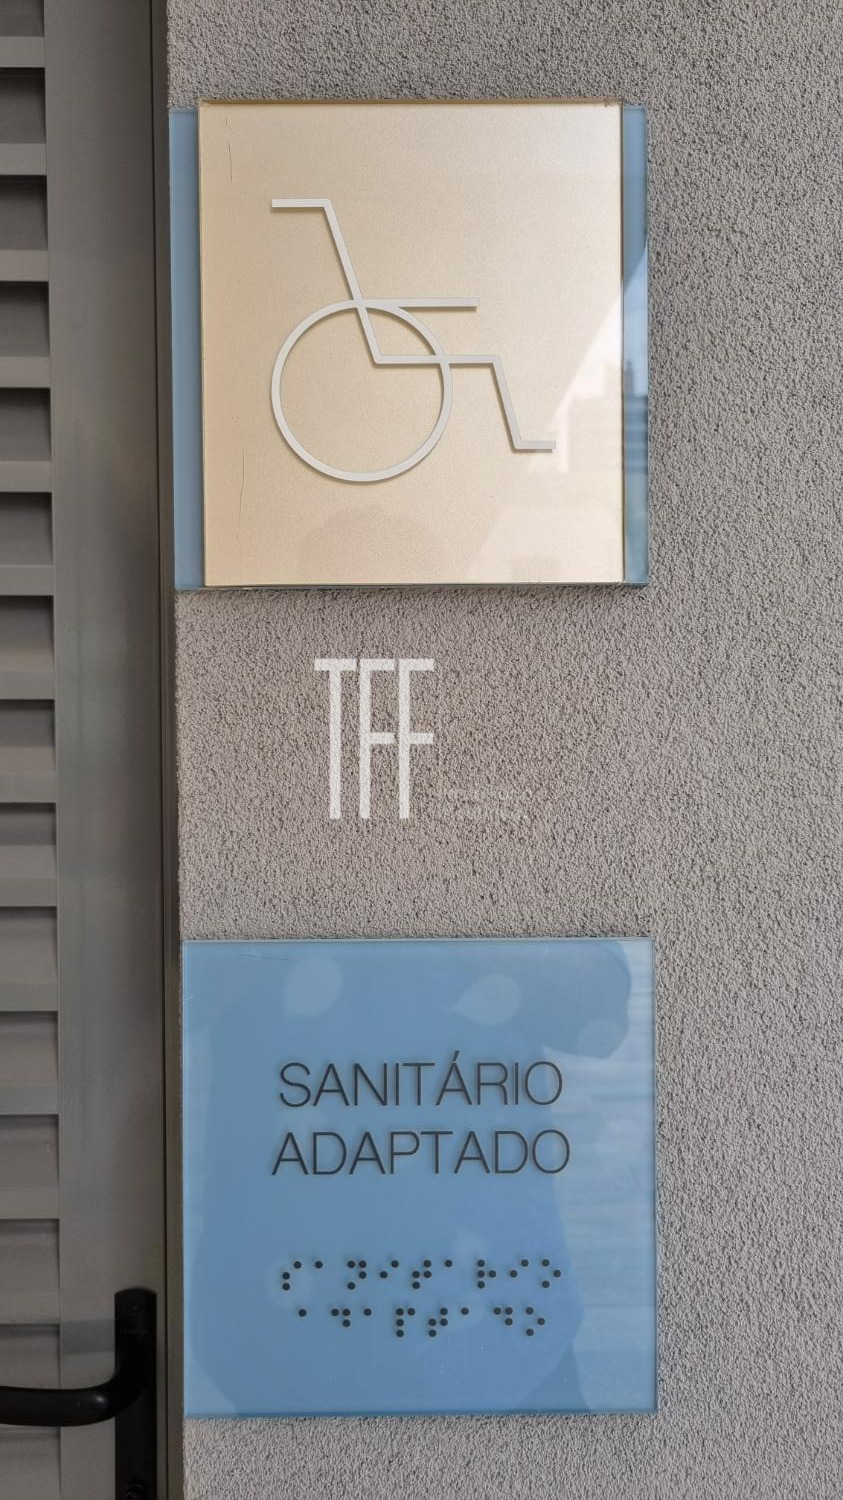 TFF
SANITÁRIO
ADAPTADO
⠎⠁⠝⠊⠞⠁⠗⠊⠕
⠁⠙⠁⠏⠞⠁⠙⠕